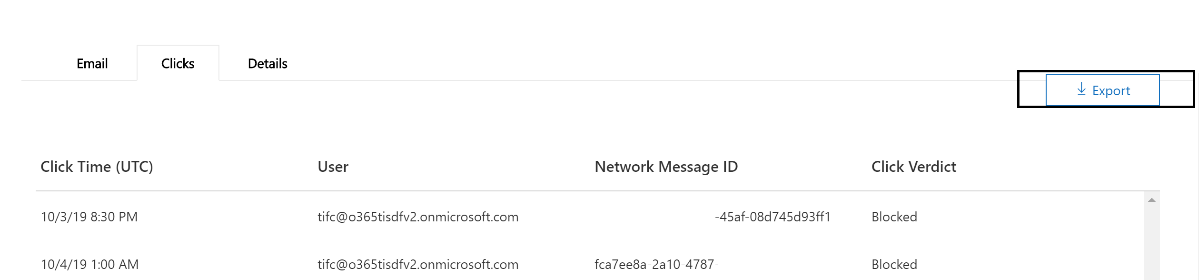 Email Clicks Details
Export
Click Time (UTC) User Network Message ID Click Verdict
10/3/19 8:30 PM tifc@o365tisdfv2.onmicrosoft.com -45af-08d745d93ff1 Blocked
10/4/19 1:00 AM tifc@o365tisdfv2.onmicrosoft.com fca7ee8a-2a10-4787 Blocked